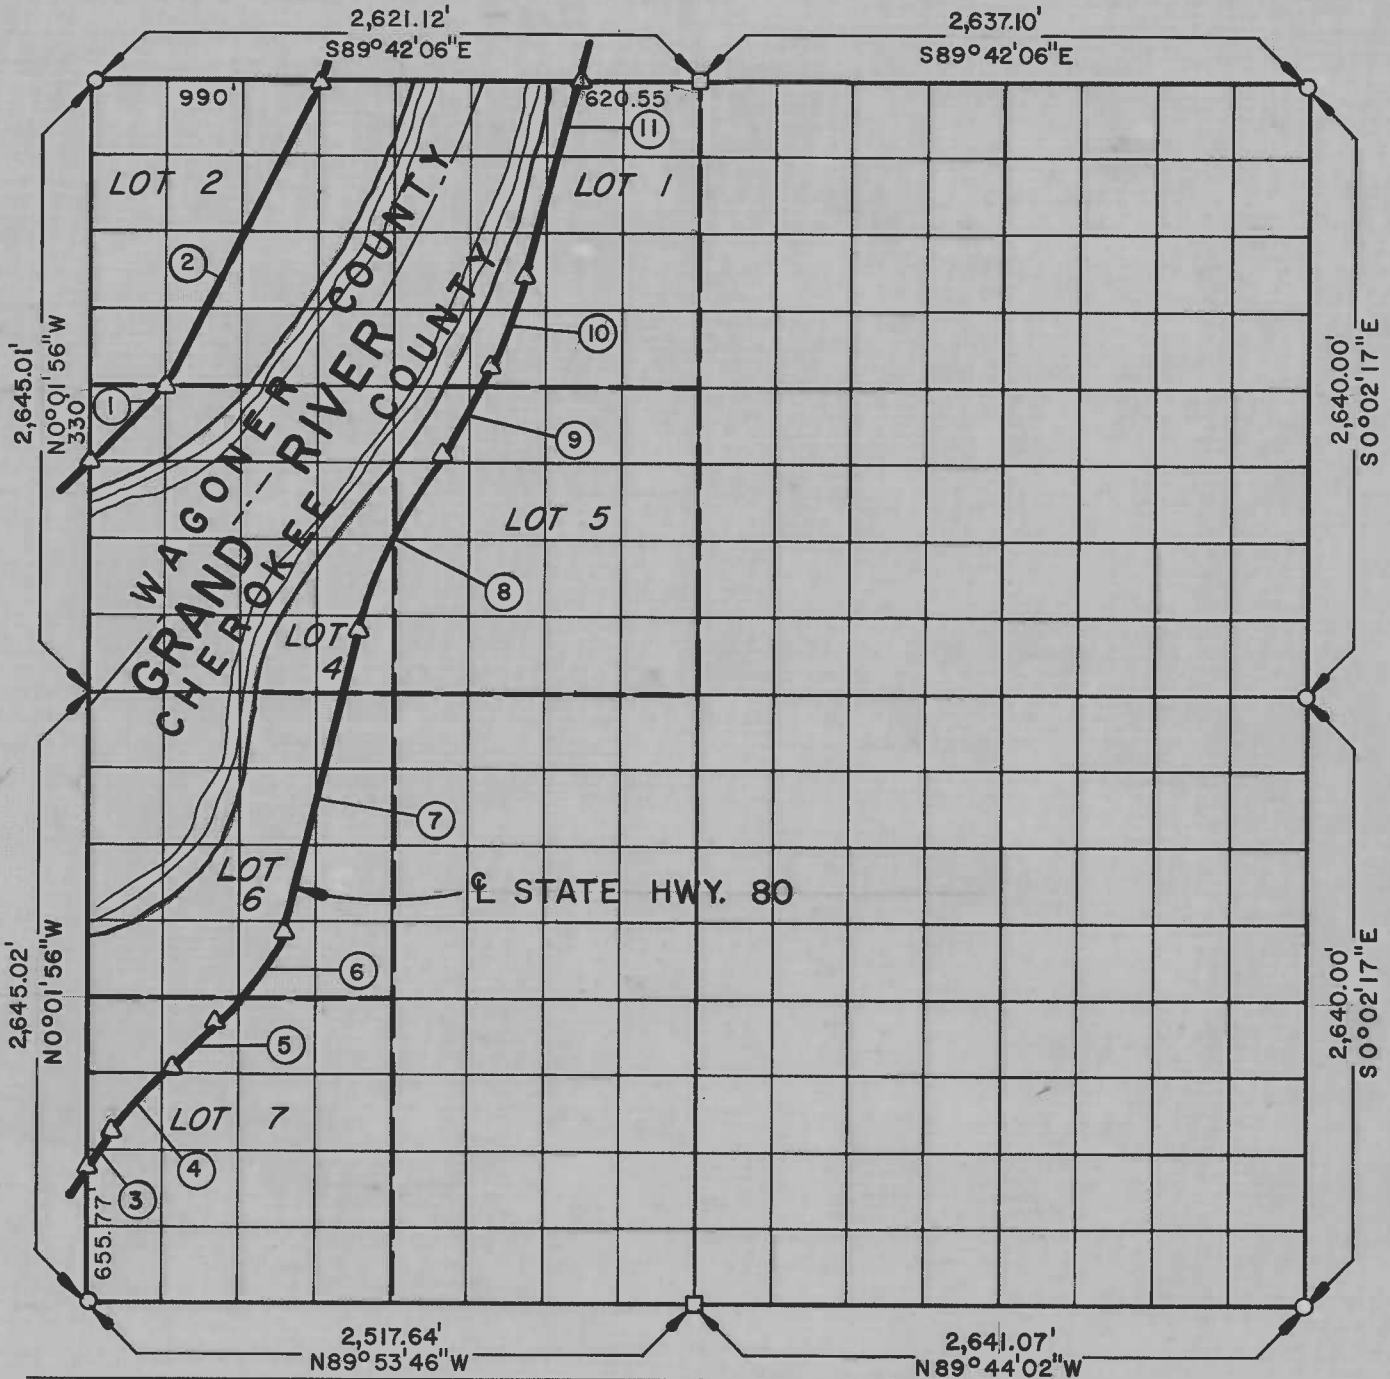 2,621.12'
S89°42'06"E
2,637.10'
S89°42'06"E
990'
620.55'
11
LOT 2
LOT 1
2
WAGONER COUNTY
GRAND RIVER
CHEROKEE COUNTY
10
2,645.01'
N0°01'56"W
330'
1
2,640.00'
S0°02'17"E
9
LOT 5
8
LOT
4
7
LOT
6
℄ STATE HWY. 80
2,645.02'
N0°01'56"W
6
2,640.00'
S0°02'17"E
5
LOT 7
4
3
655.77'
2,517.64'
N89°53'46"W
2,641.07'
N89°44'02"W